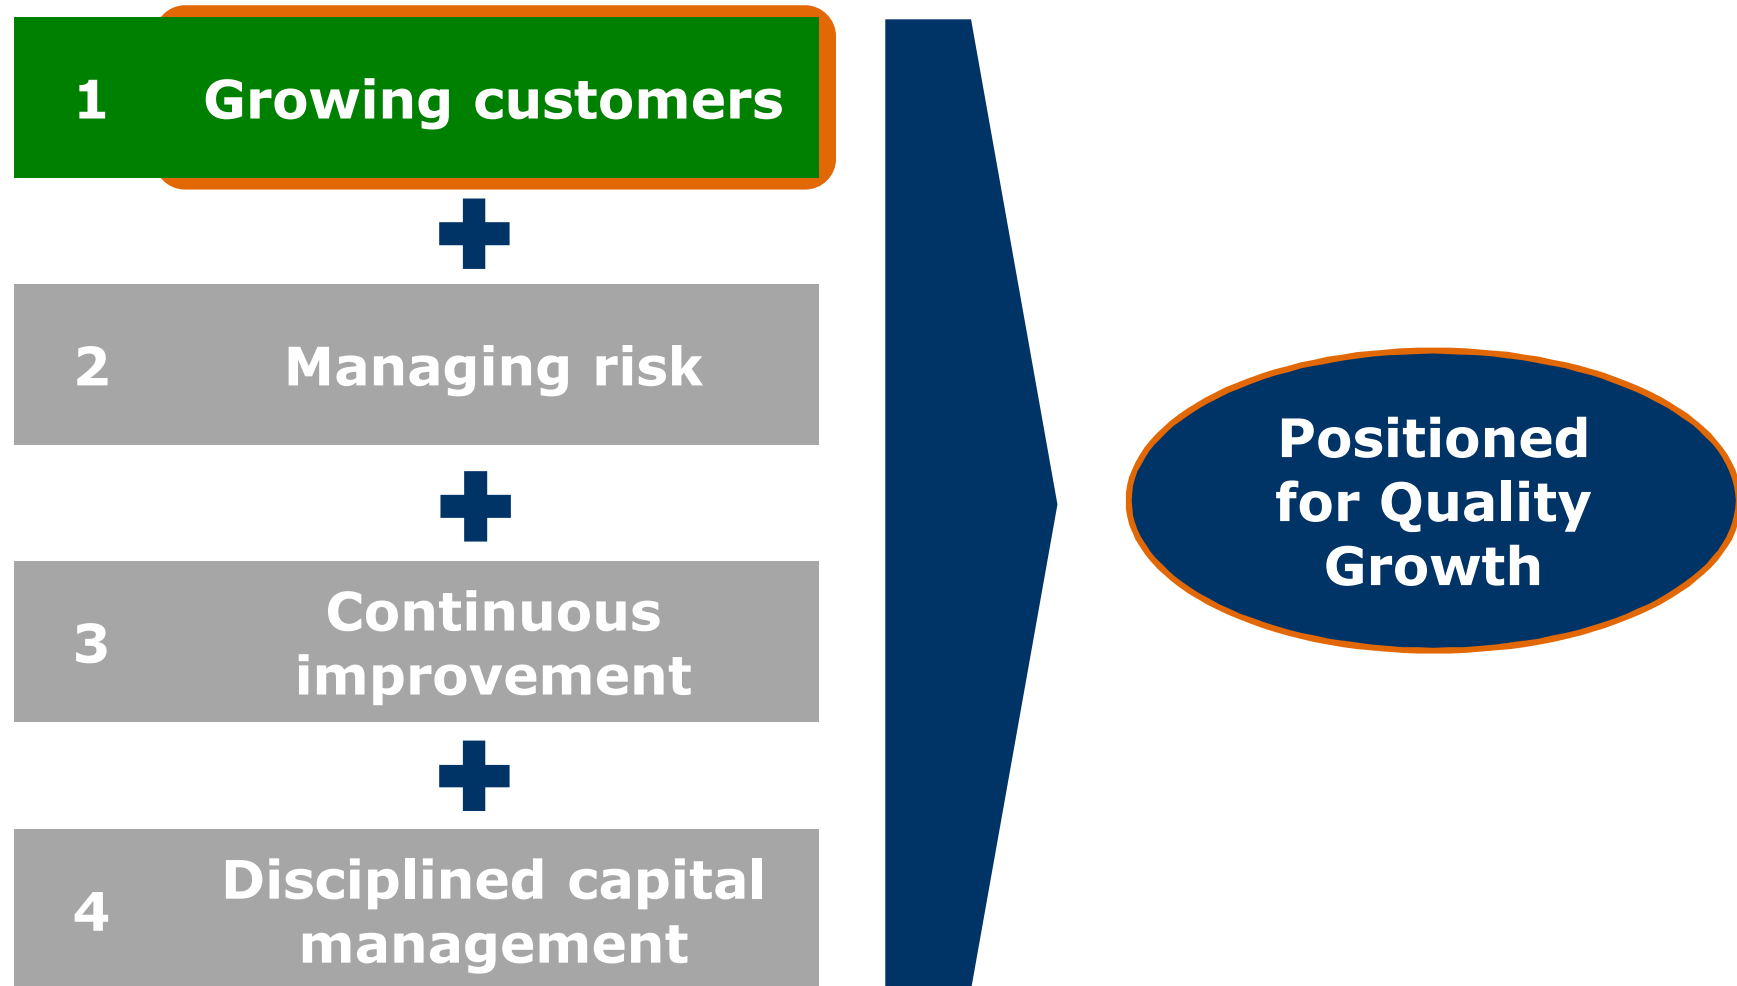 1 Growing customers
2 Managing risk
3 Continuous
improvement
4 Disciplined capital
management
Positioned
for Quality
Growth